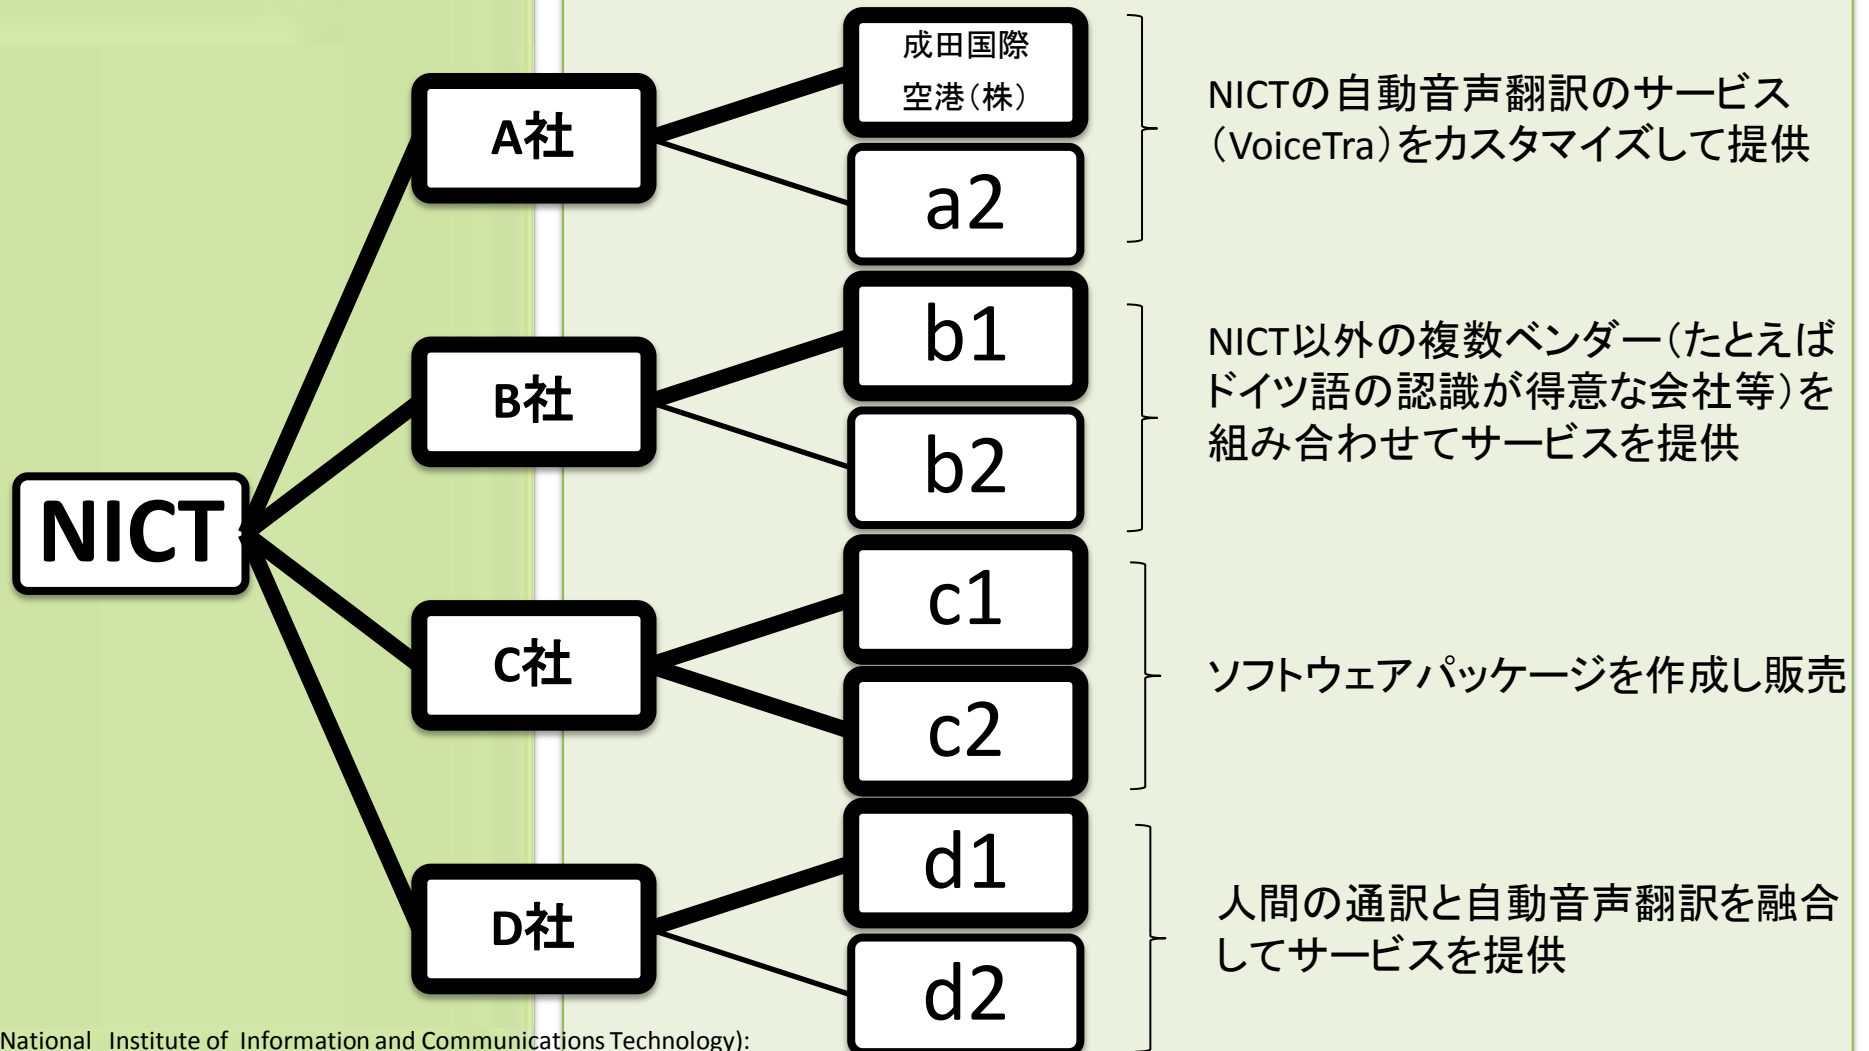 NICT
A社
B社
C社
D社
成田国際
空港（株）
a2
b1
b2
c1
c2
d1
d2
NICTの自動音声翻訳のサービス
（VoiceTra）をカスタマイズして提供
NICT以外の複数ベンダー（たとえば
ドイツ語の認識が得意な会社等）を
組み合わせてサービスを提供
ソフトウェアパッケージを作成し販売
人間の通訳と自動音声翻訳を融合
してサービスを提供
National Institute of Information and Communications Technology):